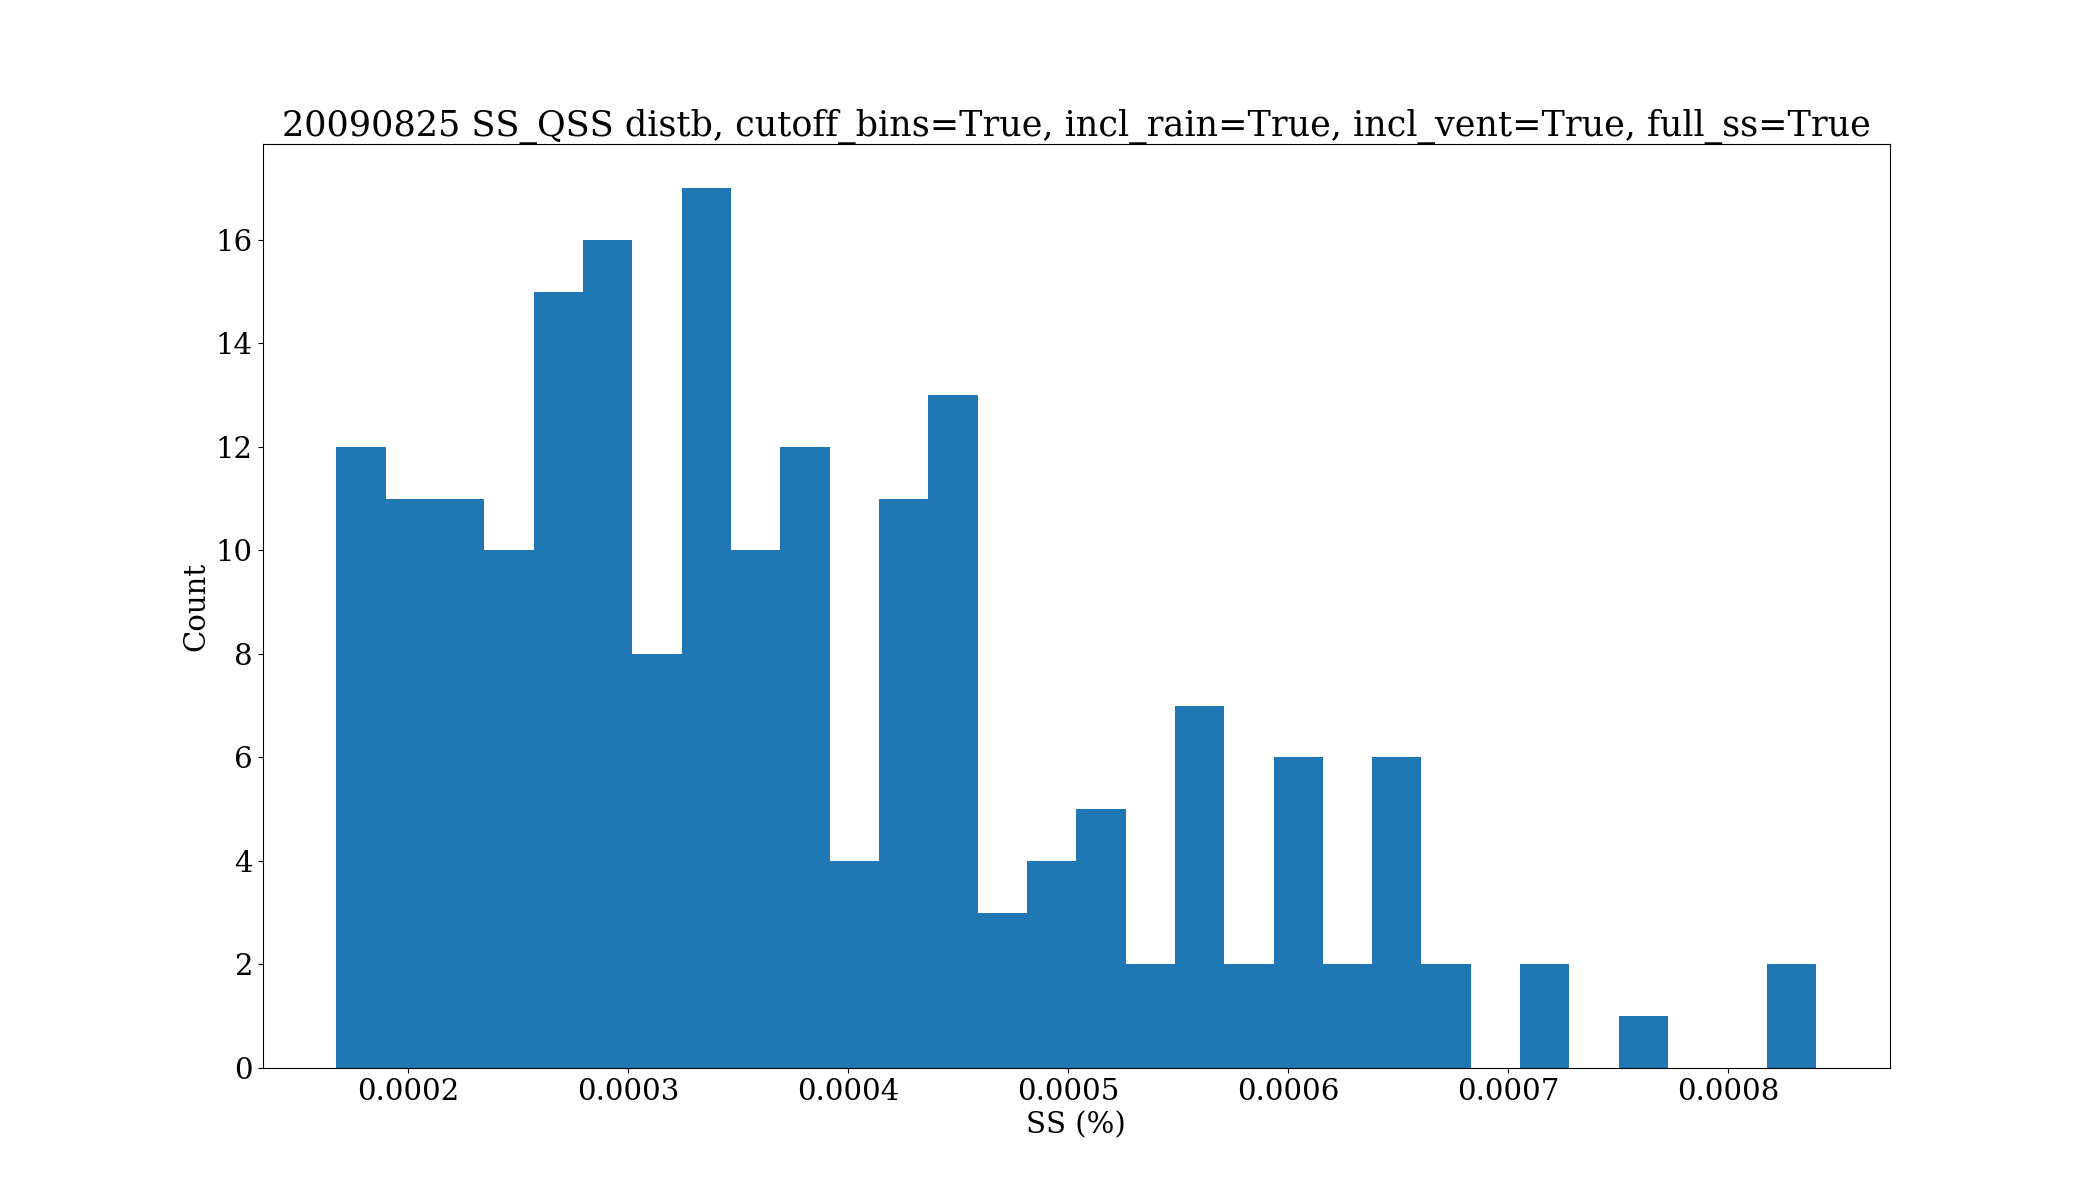 20090825 SS_QSS distb, cutoff_bins=True, incl_rain=True, incl_vent=True, full_ss=True
16
14
12
10
8
6
4
2
0
Count
0.0002 0.0003 0.0004 0.0005 0.0006 0.0007 0.0008
SS (%)